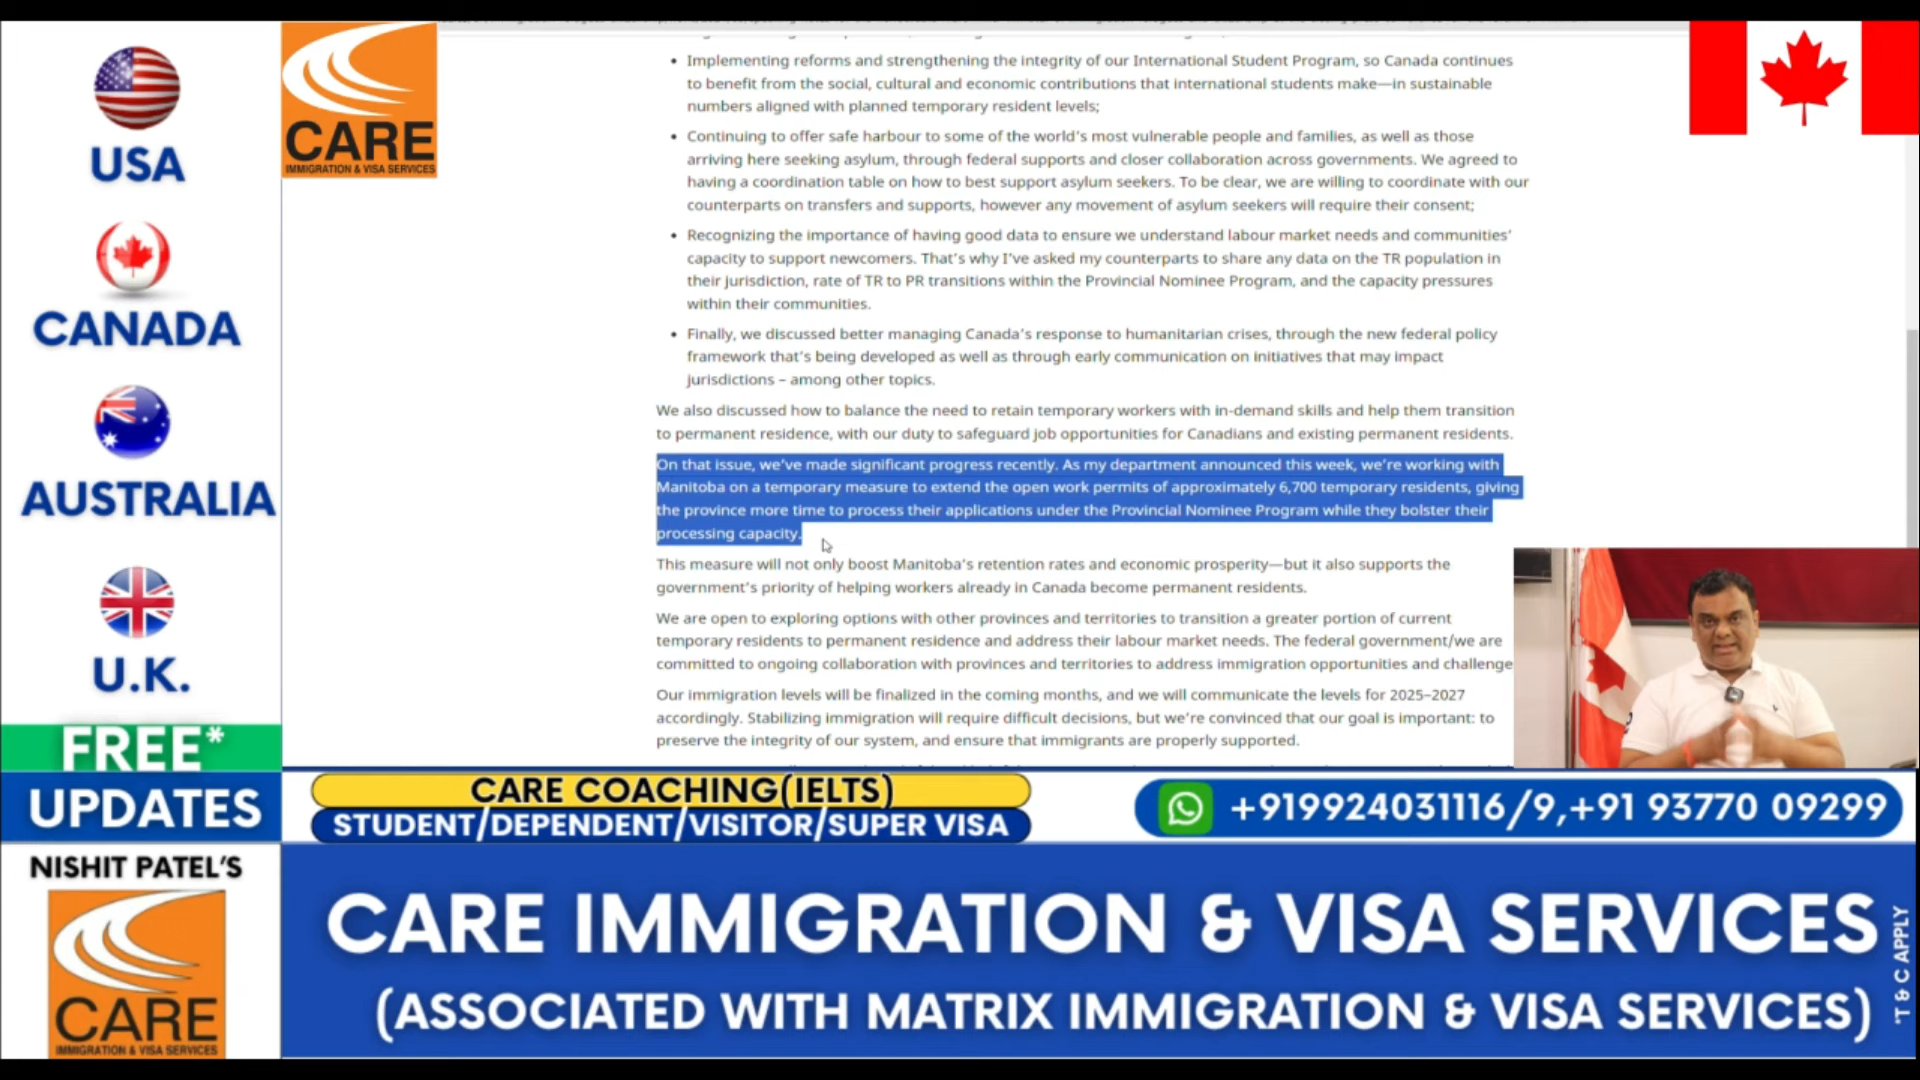 USA
CANADA
AUSTRALIA
U.K.
FREE*
UPDATES
NISHIT PATEL'S
CARE
IMMIGRATION & VISA SERVICES
CARE
IMMIGRATION & VISA SERVICES
• Implementing reforms and strengthening the integrity of our International Student Program, so Canada continues
to benefit from the social, cultural and economic contributions that international students make—in sustainable
numbers aligned with planned temporary resident levels;
• Continuing to offer safe harbour to some of the world's most vulnerable people and families, as well as those
arriving here seeking asylum, through federal supports and closer collaboration across governments. We agreed to
having a coordination table on how to best support asylum seekers. To be clear, we are willing to coordinate with our
counterparts on transfers and supports, however any movement of asylum seekers will require their consent;
• Recognizing the importance of having good data to ensure we understand labour market needs and communities'
capacity to support newcomers. That's why I've asked my counterparts to share any data on the TR population in
their jurisdiction, rate of TR to PR transitions within the Provincial Nominee Program, and the capacity pressures
within their communities.
• Finally, we discussed better managing Canada's response to humanitarian crises, through the new federal policy
framework that's being developed as well as through early communication on initiatives that may impact
jurisdictions – among other topics.
We also discussed how to balance the need to retain temporary workers with in-demand skills and help them transition
to permanent residence, with our duty to safeguard job opportunities for Canadians and existing permanent residents.
On that issue, we've made significant progress recently. As my department announced this week, we're working with
Manitoba on a temporary measure to extend the open work permits of approximately 6,700 temporary residents, giving
the province more time to process their applications under the Provincial Nominee Program while they bolster their
processing capacity.
This measure will not only boost Manitoba's retention rates and economic prosperity—but it also supports the
government's priority of helping workers already in Canada become permanent residents.
We are open to exploring options with other provinces and territories to transition a greater portion of current
temporary residents to permanent residence and address their labour market needs. The federal government/we are
committed to ongoing collaboration with provinces and territories to address immigration opportunities and challenge
Our immigration levels will be finalized in the coming months, and we will communicate the levels for 2025–2027
accordingly. Stabilizing immigration will require difficult decisions, but we're convinced that our goal is important: to
preserve the integrity of our system, and ensure that immigrants are properly supported.
CARE COACHING(IELTS)
STUDENT/DEPENDENT/VISITOR/SUPER VISA
+919924031116/9,+91 93770 09299
CARE IMMIGRATION & VISA SERVICES
(ASSOCIATED WITH MATRIX IMMIGRATION & VISA SERVICES)
*T & C APPLY